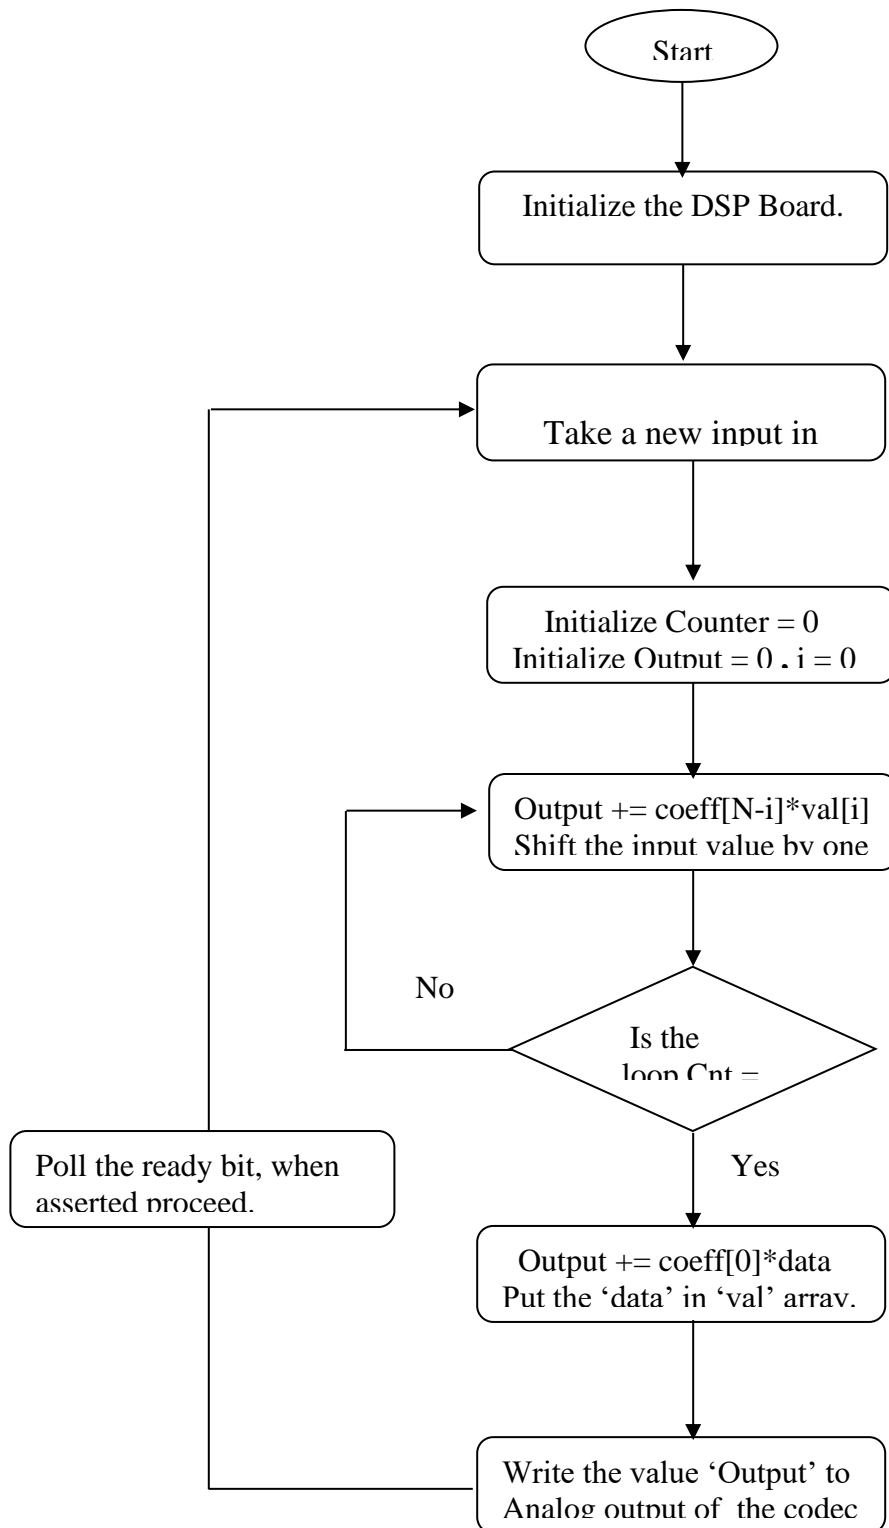 Start
Initialize the DSP Board.
Take a new input in
Initialize Counter = 0
Initialize Output = 0 , i = 0
Output += coeff[N-i]*val[i]
Shift the input value by one
No
Is the
loop Cnt =
Poll the ready bit, when
asserted proceed.
Yes
Output += coeff[0]*data
Put the ‘data’ in ‘val’ array.
Write the value ‘Output’ to
Analog output of the codec